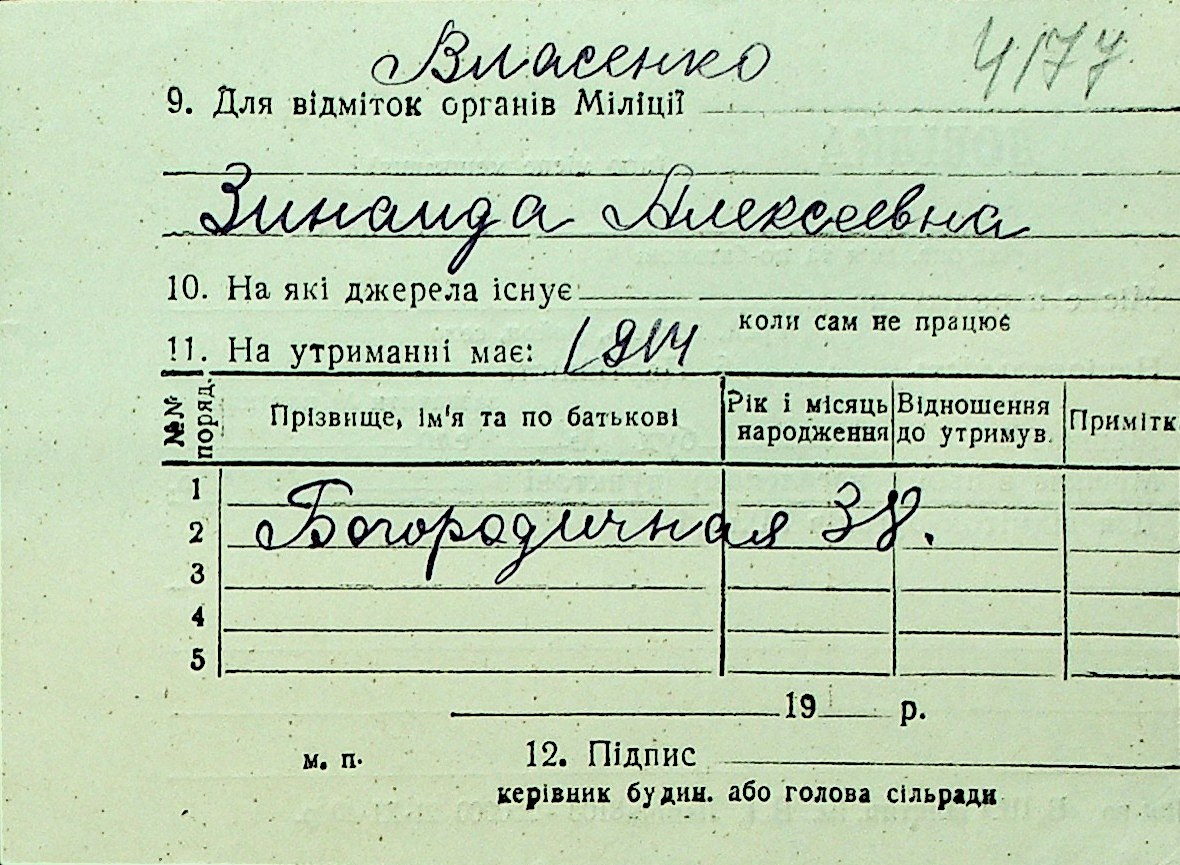 Власенко 4177
9. Для відміток органів Міліції
Зинаида Алексеевна
10. На які джерела існує
коли сам не працює
11. На утриманні має: 1914
№№ поряд. Прізвище, ім'я та по батькові Рік і місяць народження Відношення до утримув. Примітк
1
2 Богородичная 38.
3
4
5
19 р.
м. п. 12. Підпис
керівник будин. або голова сільради